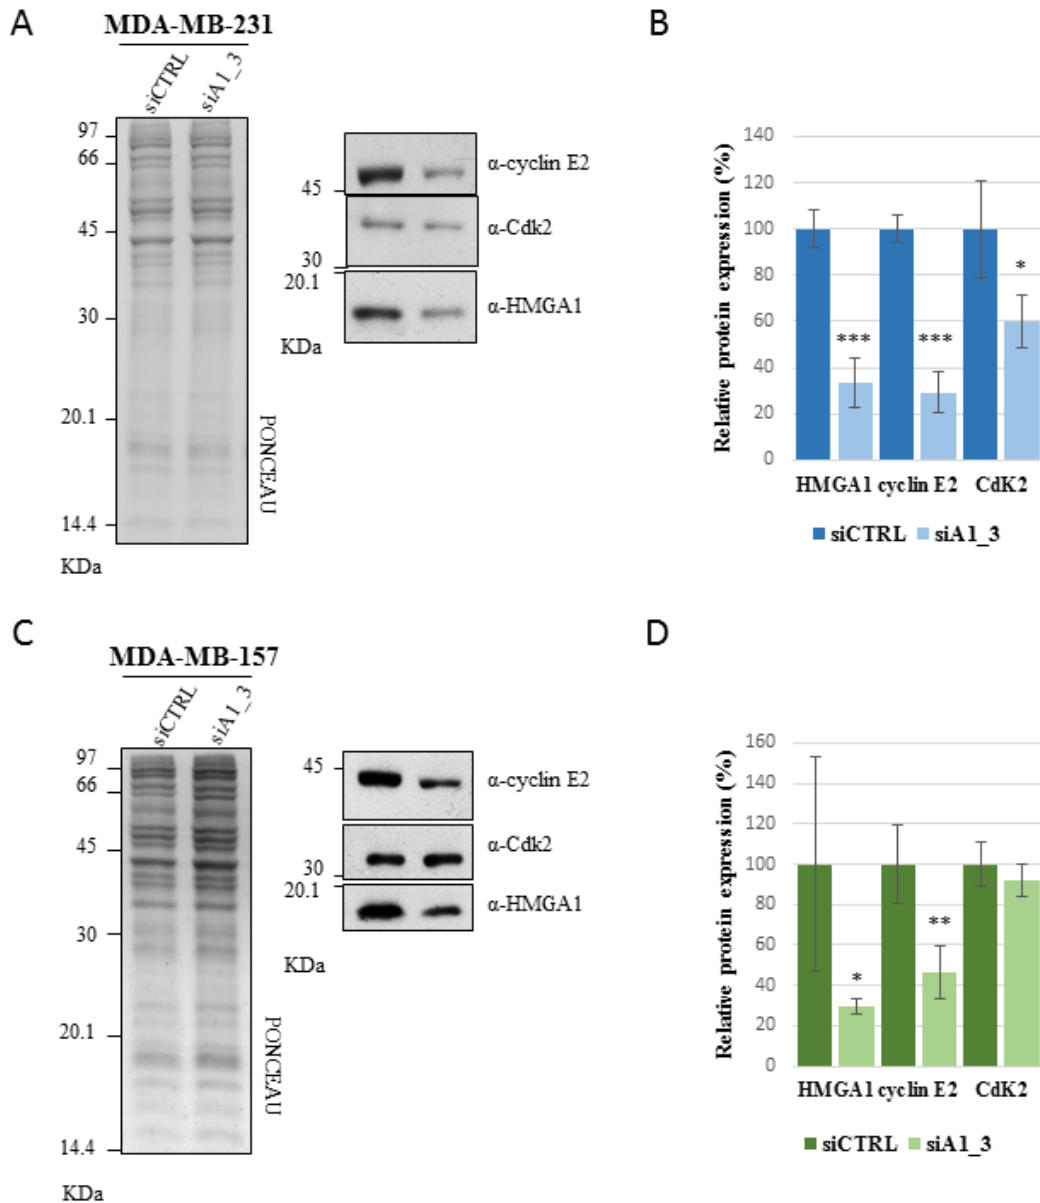 A
MDA-MB-231
siCTRL
siA1_3
97
66
45
30
20.1
14.4
KDa
PONCEAU
45
30
20.1
KDa
α-cyclin E2
α-Cdk2
α-HMGA1
B
Relative protein expression (%)
140
120
100
80
60
40
20
0
***
***
*
HMGA1 cyclin E2 CdK2
siCTRL siA1_3
C
MDA-MB-157
siCTRL
siA1_3
97
66
45
30
20.1
14.4
KDa
PONCEAU
45
30
20.1
KDa
α-cyclin E2
α-Cdk2
α-HMGA1
D
Relative protein expression (%)
160
140
120
100
80
60
40
20
0
*
**
HMGA1 cyclin E2 CdK2
siCTRL siA1_3